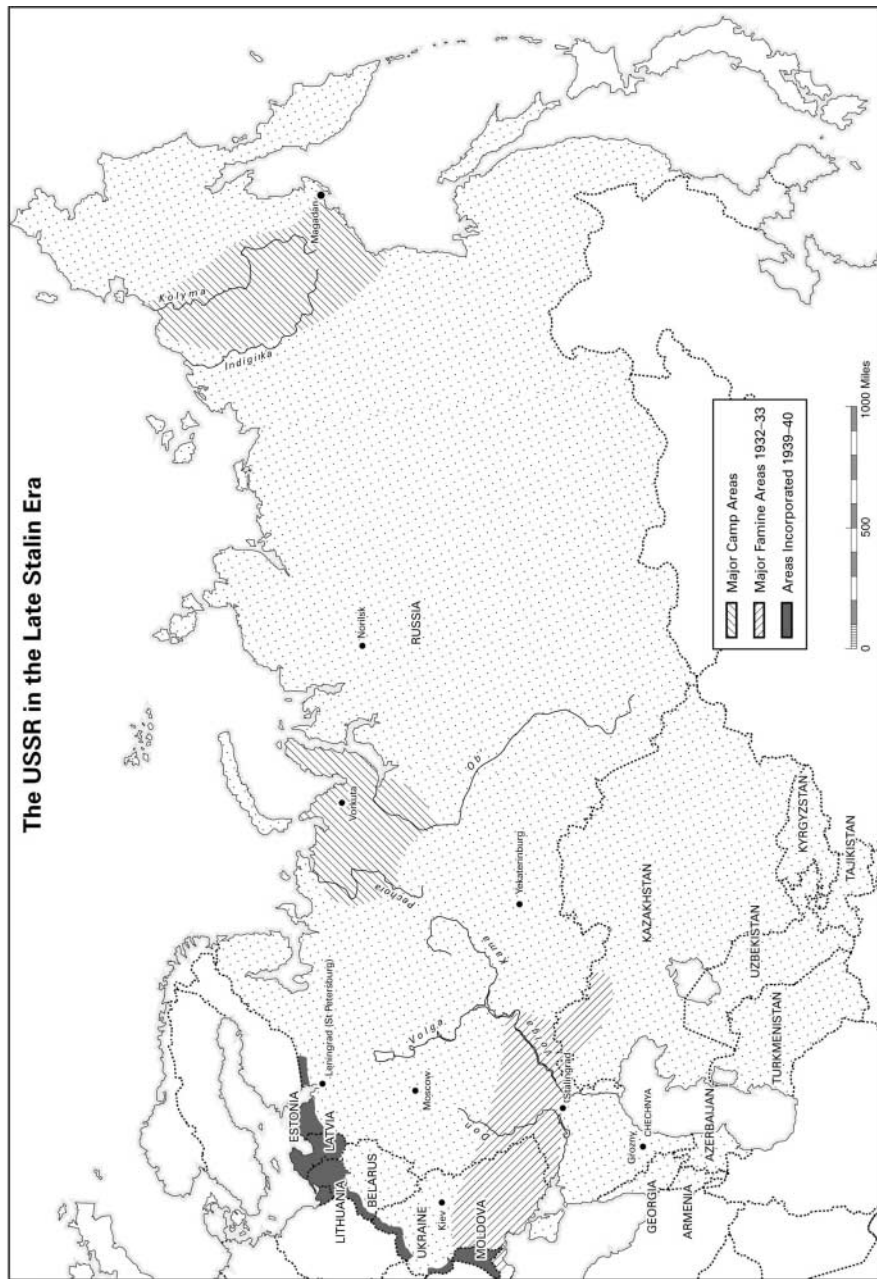 The USSR in the Late Stalin Era
Kolyma
Magadan
Indigirka
Norilsk
RUSSIA
Vorkuta
Pechora
Ob'
Yekaterinburg
Kama
Volga
Volga
Leningrad (St Petersburg)
Moscow
Don
Stalingrad
ESTONIA
LATVIA
LITHUANIA
BELARUS
UKRAINE
Kiev
MOLDOVA
Grozny
CHECHNYA
GEORGIA
ARMENIA
AZERBAIJAN
KAZAKHSTAN
UZBEKISTAN
TURKMENISTAN
KYRGYZSTAN
TAJIKISTAN
Major Camp Areas
Major Famine Areas 1932–33
Areas Incorporated 1939–40
0 500 1000 Miles